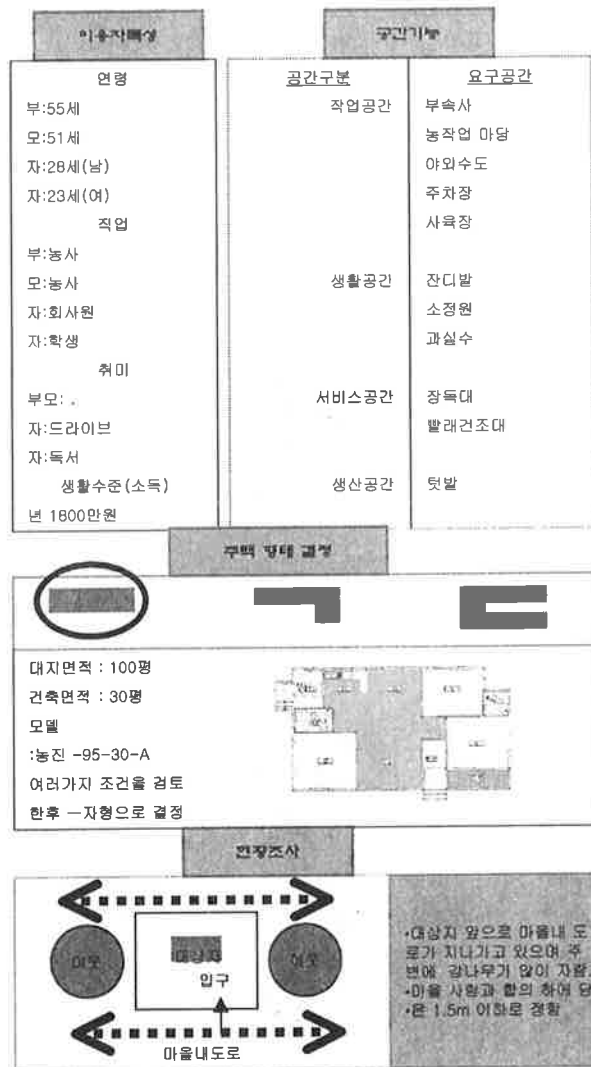 이용자특성
연령
부:55세
모:51세
자:28세(남)
자:23세(여)
직업
부:농사
모:농사
자:회사원
자:학생
취미
부모: .
자:드라이브
자:독서
생활수준(소득)
년 1800만원
공간기능
공간구분
요구공간
작업공간
부속사
농작업 마당
야외수도
주차장
사육장
생활공간
잔디밭
소정원
과실수
서비스공간
장독대
빨래건조대
생산공간
텃밭
주택 형태 결정
대지면적 : 100평
건축면적 : 30평
모델
:농진 -95-30-A
여러가지 조건을 검토
한후 ㅡ자형으로 결정
현장조사
이웃
대상지
이웃
입구
마을내도로
•대상지 앞으로 마을내 도
로가 지나가고 있으며 주
변에 감나무가 많이 자람.
•마을 사람과 합의 하에 담
•은 1.5m 이하로 정함